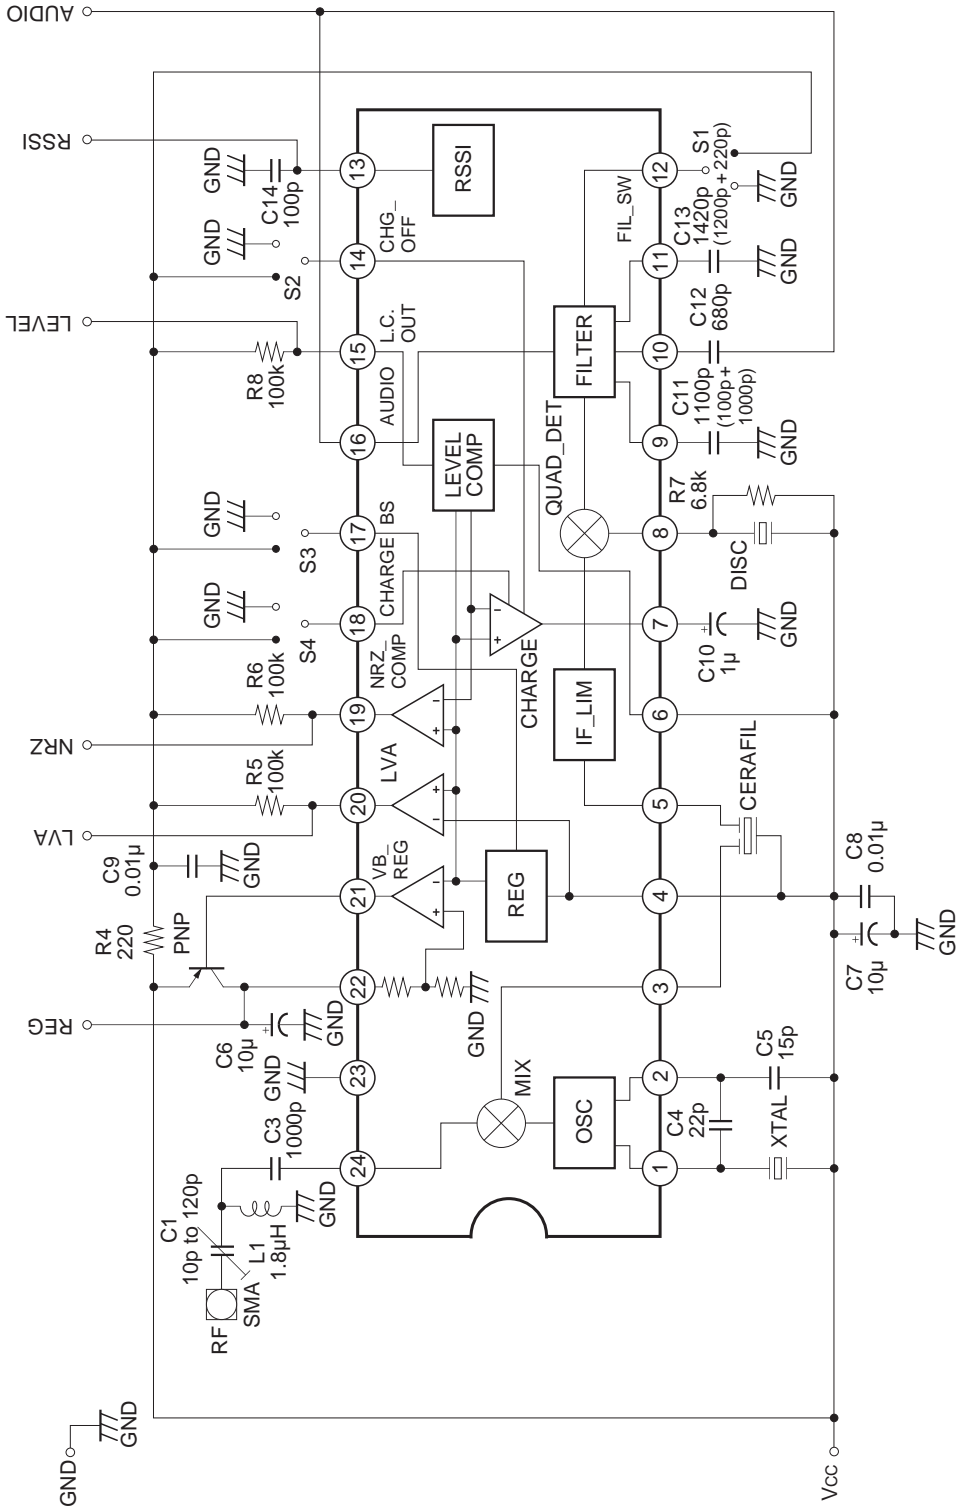 GND
GND
RF
SMA
C1
10p to 120p
L1
1.8μH
GND
C3
1000p
GND
REG
C6
10μ
GND
PNP
R4
220
C9
0.01μ
GND
LVA
R5
100k
NRZ
R6
100k
S4
GND
S3
GND
R8
100k
LEVEL
S2
GND
C14
100p
GND
RSSI
AUDIO
24
23
22
21
20
19
18
17
16
15
14
13
GND
VB_
REG
LVA
NRZ_
COMP
CHARGE
BS
AUDIO
L.C.
OUT
CHG_
OFF
RSSI
MIX
OSC
REG
+
−
−
+
+
−
+
−
CHARGE
LEVEL
COMP
IF_LIM
QUAD_DET
FILTER
FIL_SW
1
2
3
4
5
6
7
8
9
10
11
12
XTAL
C4
22p
C5
15p
CERAFIL
C7
10μ
+
C8
0.01μ
GND
C10
1μ
+
GND
DISC
R7
6.8k
C11
1100p
(100p+
1000p)
GND
C12
680p
C13
1420p
(1200p+220p)
GND
S1
GND
+
VCC